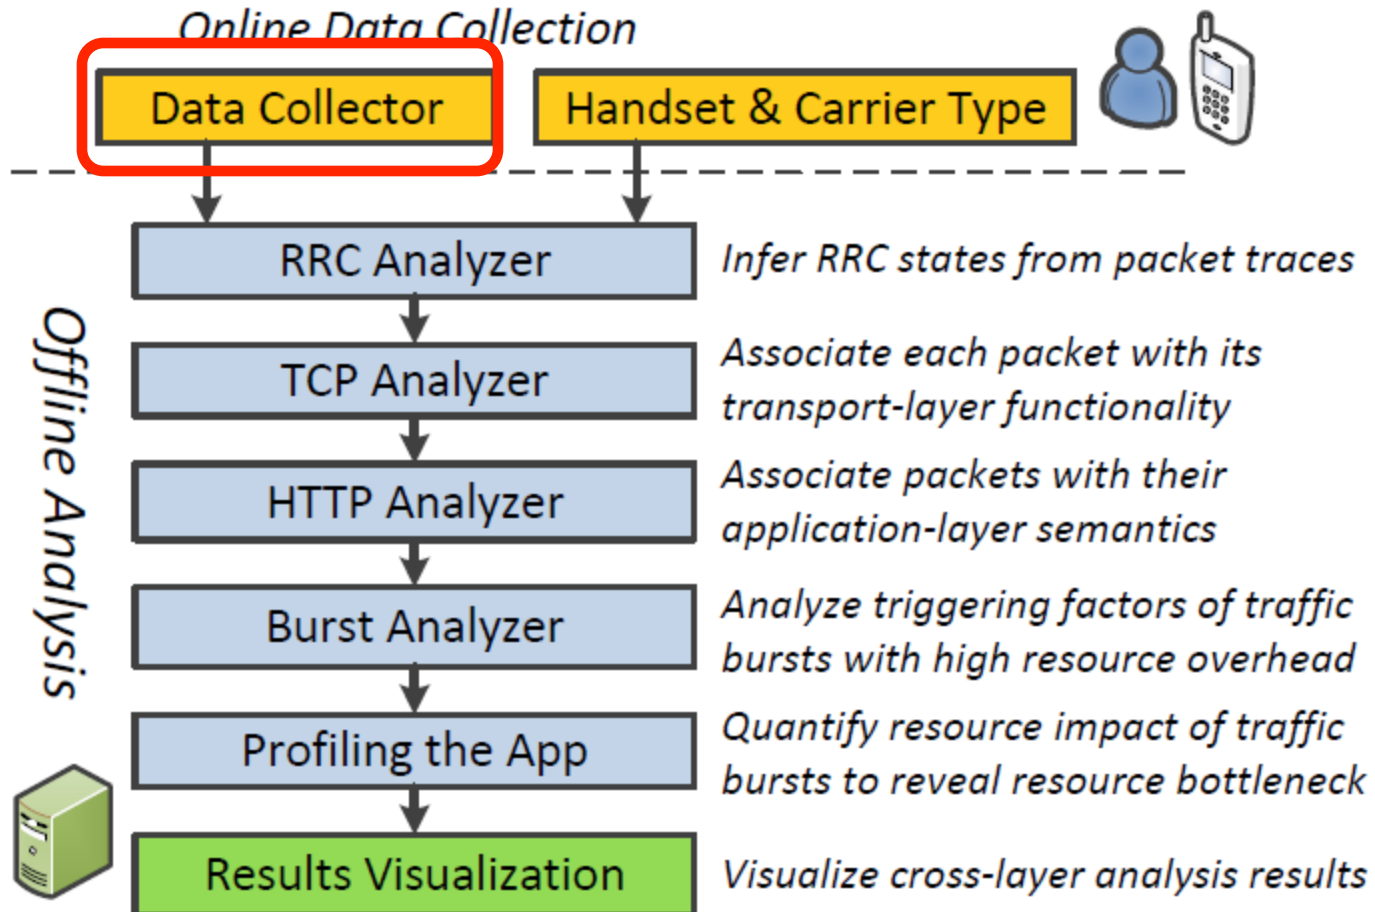 Online Data Collection
Data Collector
Handset & Carrier Type
RRC Analyzer
Infer RRC states from packet traces
TCP Analyzer
Associate each packet with its
transport-layer functionality
HTTP Analyzer
Associate packets with their
application-layer semantics
Burst Analyzer
Analyze triggering factors of traffic
bursts with high resource overhead
Profiling the App
Quantify resource impact of traffic
bursts to reveal resource bottleneck
Results Visualization
Visualize cross-layer analysis results
Offline Analysis